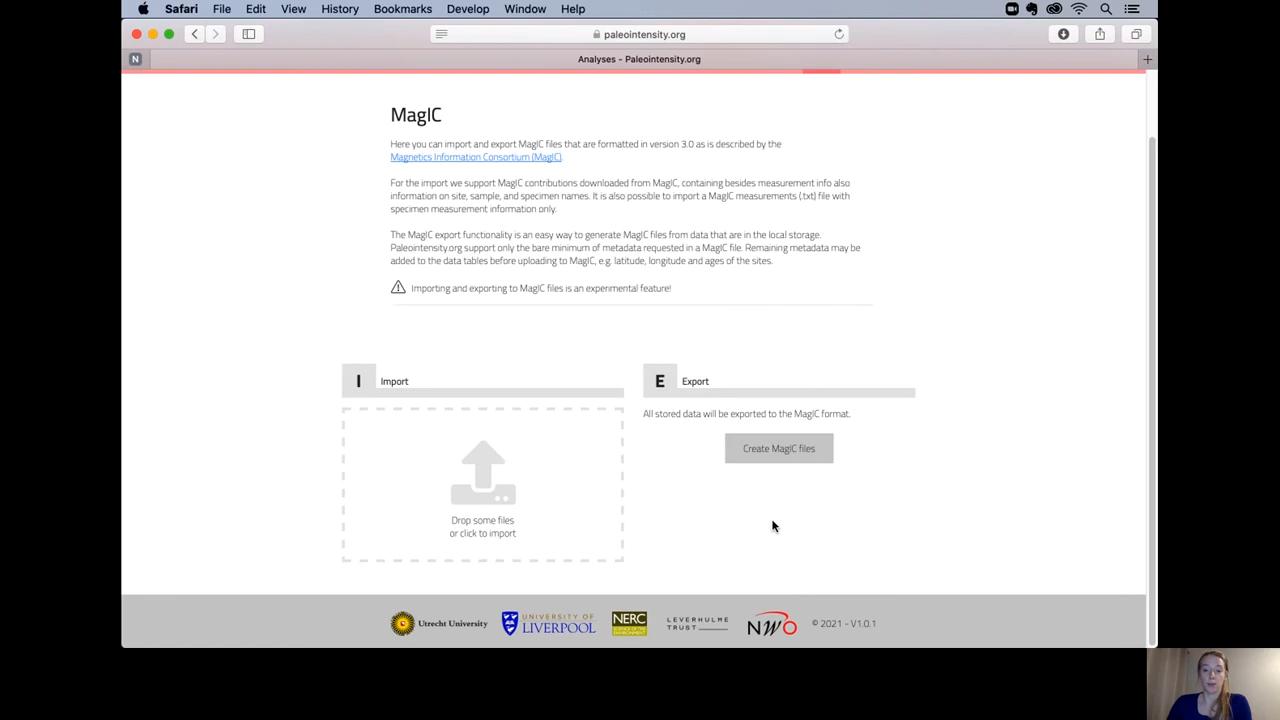 Safari File Edit View History Bookmarks Develop Window Help
paleointensity.org
N
Analyses - Paleointensity.org
MagIC
Here you can import and export MagIC files that are formatted in version 3.0 as is described by the
Magnetics Information Consortium (MagIC).
For the import we support MagIC contributions downloaded from MagIC, containing besides measurement info also
information on site, sample, and specimen names. It is also possible to import a MagIC measurements (.txt) file with
specimen measurement information only.
The MagIC export functionality is an easy way to generate MagIC files from data that are in the local storage.
Paleointensity.org support only the bare minimum of metadata requested in a MagIC file. Remaining metadata may be
added to the data tables before uploading to MagIC, e.g. latitude, longitude and ages of the sites.
Importing and exporting to MagIC files is an experimental feature!
I Import
E Export
All stored data will be exported to the MagIC format.
Create MagIC files
Drop some files
or click to import
Utrecht University
UNIVERSITY OF
LIVERPOOL
NERC
LEVERHULME
TRUST
NWO
© 2021 - V1.0.1